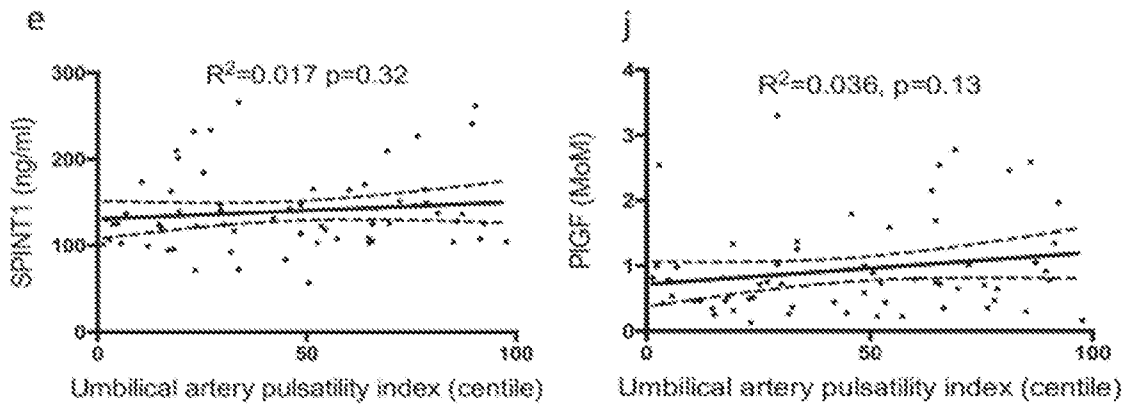 e
R²=0.017 p=0.32
SPINT1 (ng/ml)
300
200
100
0
0
50
100
Umbilical artery pulsatility index (centile)
j
R²=0.036, p=0.13
PlGF (MoM)
4
3
2
1
0
0
50
100
Umbilical artery pulsatility index (centile)